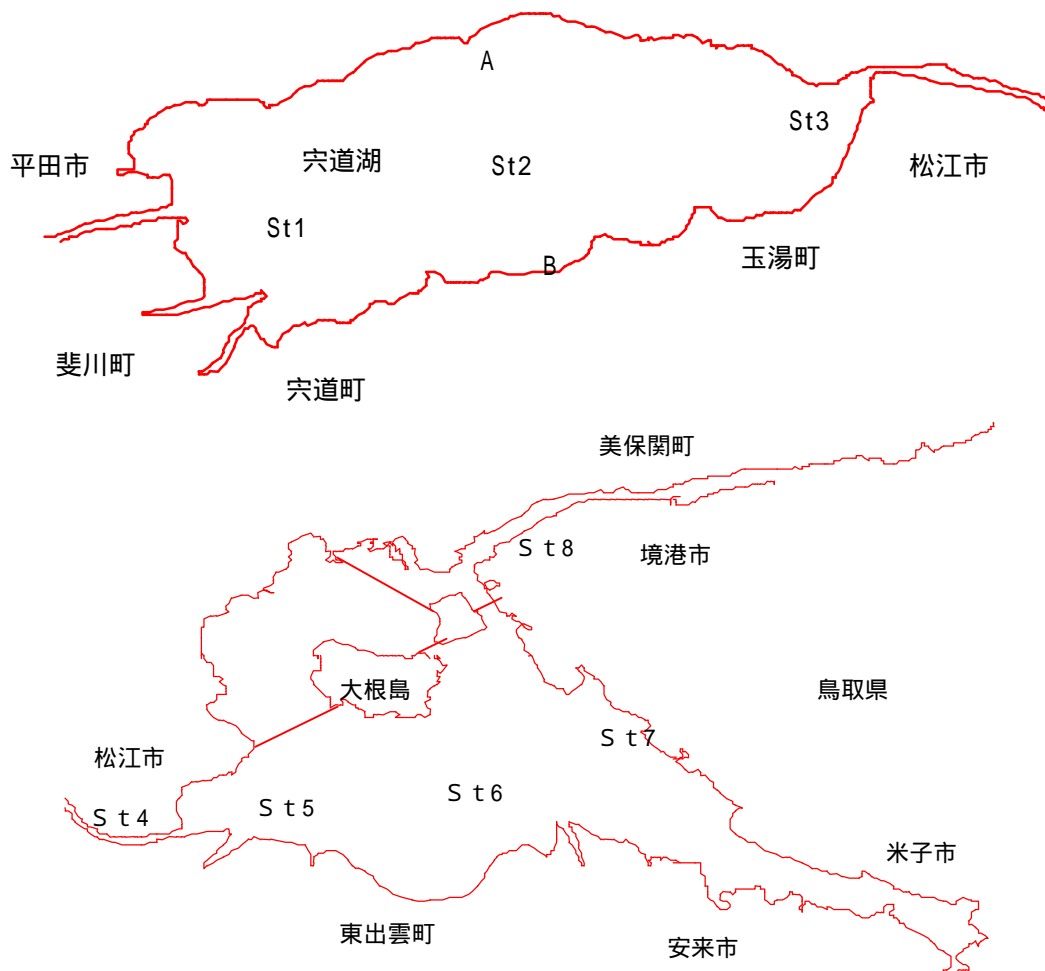 A
St3
平田市
宍道湖
St2
松江市
St1
玉湯町
B
斐川町
宍道町
美保関町
St8
境港市
大根島
鳥取県
St7
松江市
St6
St5
St4
米子市
東出雲町
安来市